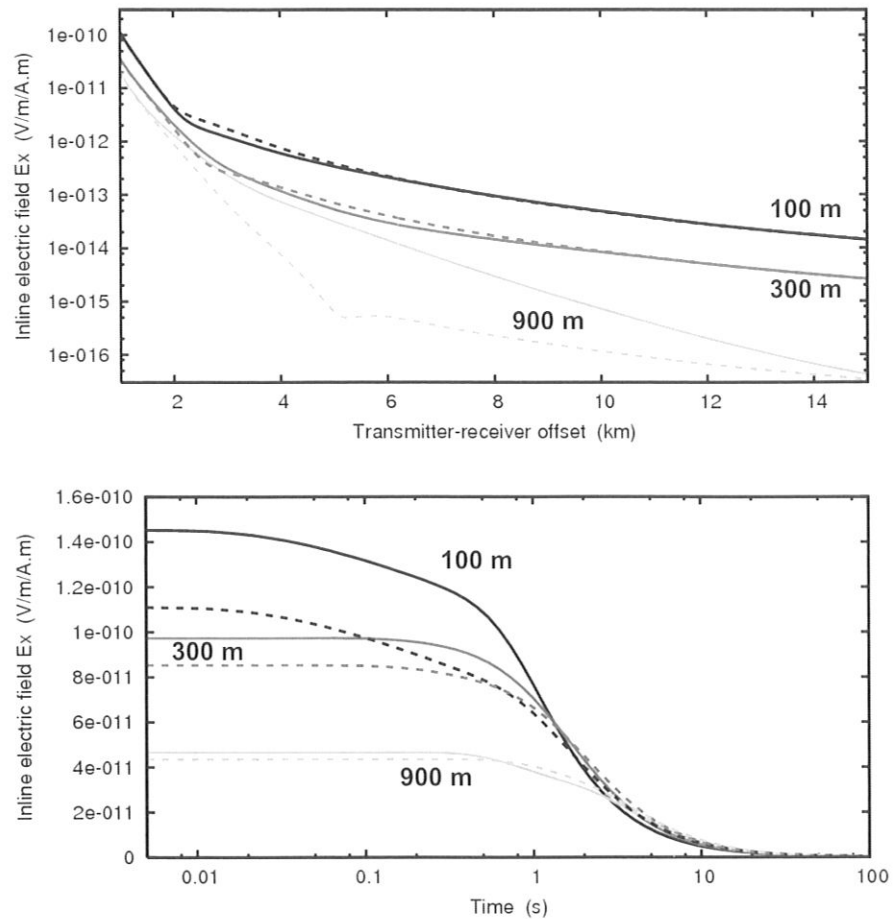 Inline electric field Ex (V/m/A.m)
1e-010
1e-011
1e-012
1e-013
1e-014
1e-015
1e-016
100 m
300 m
900 m
2 4 6 8 10 12 14
Transmitter-receiver offset (km)
Inline electric field Ex (V/m/A.m)
1.6e-010
1.4e-010
1.2e-010
1e-010
8e-011
6e-011
4e-011
2e-011
0
100 m
300 m
900 m
0.01 0.1 1 10 100
Time (s)